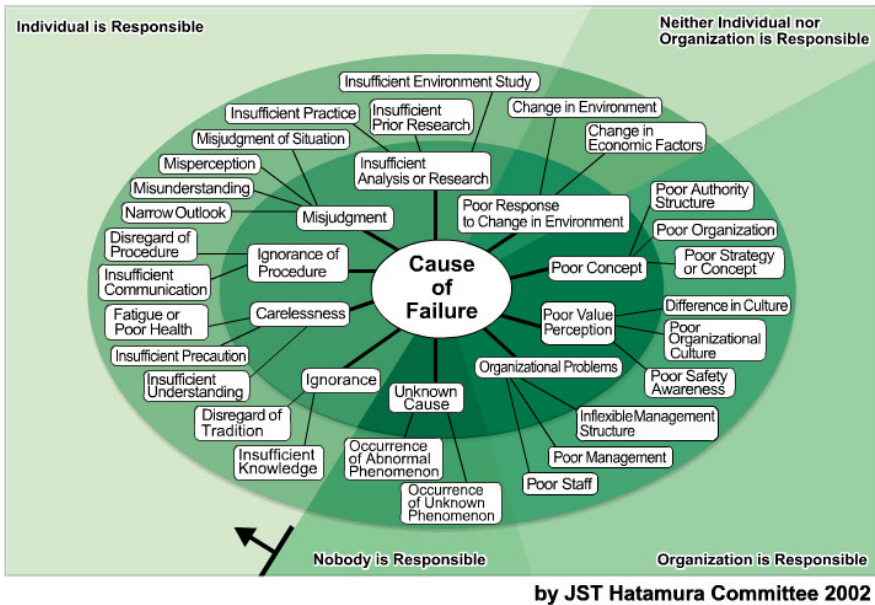 Individual is Responsible
Neither Individual nor
Organization is Responsible
Insufficient Environment Study
Insufficient Practice
Insufficient
Prior Research
Change in Environment
Misjudgment of Situation
Change in
Economic Factors
Misperception
Insufficient
Analysis or Research
Misunderstanding
Poor Authority
Structure
Narrow Outlook
Misjudgment
Poor Response
to Change in Environment
Poor Organization
Disregard of
Procedure
Ignorance of
Procedure
Cause
of
Failure
Poor Concept
Poor Strategy
or Concept
Insufficient
Communication
Fatigue or
Poor Health
Carelessness
Poor Value
Perception
Difference in Culture
Poor
Organizational
Culture
Insufficient Precaution
Insufficient
Understanding
Ignorance
Unknown
Cause
Organizational Problems
Poor Safety
Awareness
Disregard of
Tradition
Inflexible Management
Structure
Insufficient
Knowledge
Occurrence
of Abnormal
Phenomenon
Poor Management
Occurrence
of Unknown
Phenomenon
Poor Staff
Nobody is Responsible
Organization is Responsible
by JST Hatamura Committee 2002